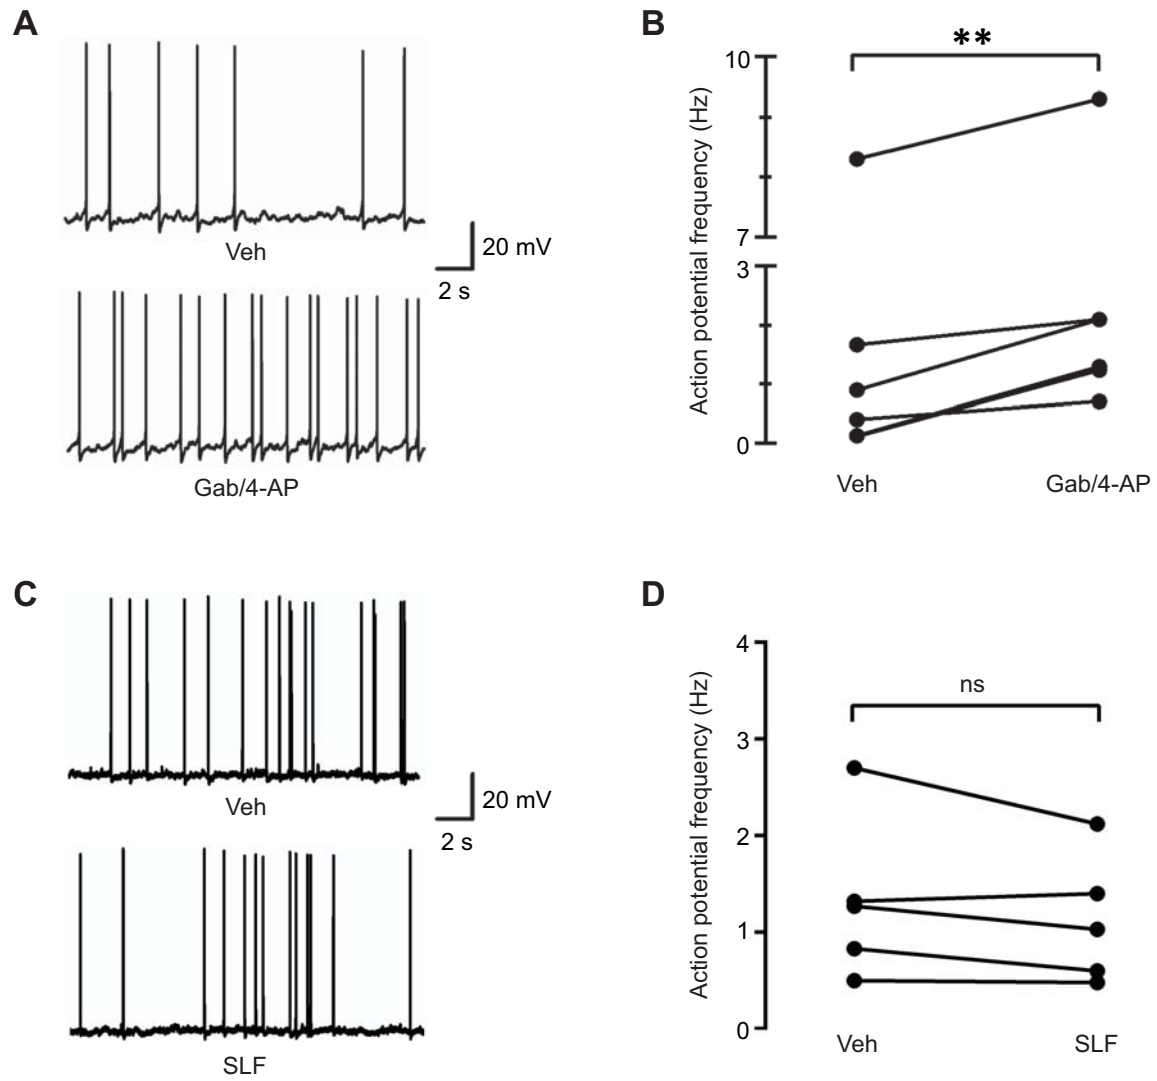 A
Veh
20 mV
2 s
Gab/4-AP
B
**
Action potential frequency (Hz)
10
7
3
0
Veh
Gab/4-AP
C
Veh
20 mV
2 s
SLF
D
ns
Action potential frequency (Hz)
4
3
2
1
0
Veh
SLF